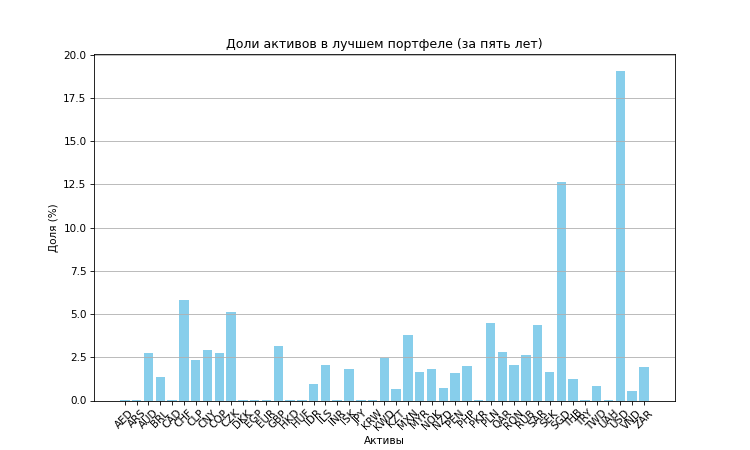 Доли активов в лучшем портфеле (за пять лет)
20.0
17.5
15.0
12.5
10.0
7.5
5.0
2.5
0.0
Доля (%)
AED ARS AUD BRL CAD CHF CLP CNY COP CZK DKK EGP EUR GBP HKD HUF IDR ILS INR ISK JPY KRW KWD KZT MXN MYR NOK NZD PEN PHP PKR PLN QAR RON RUB SAR SEK SGD THB TRY TWD UAH USD VND ZAR
Активы